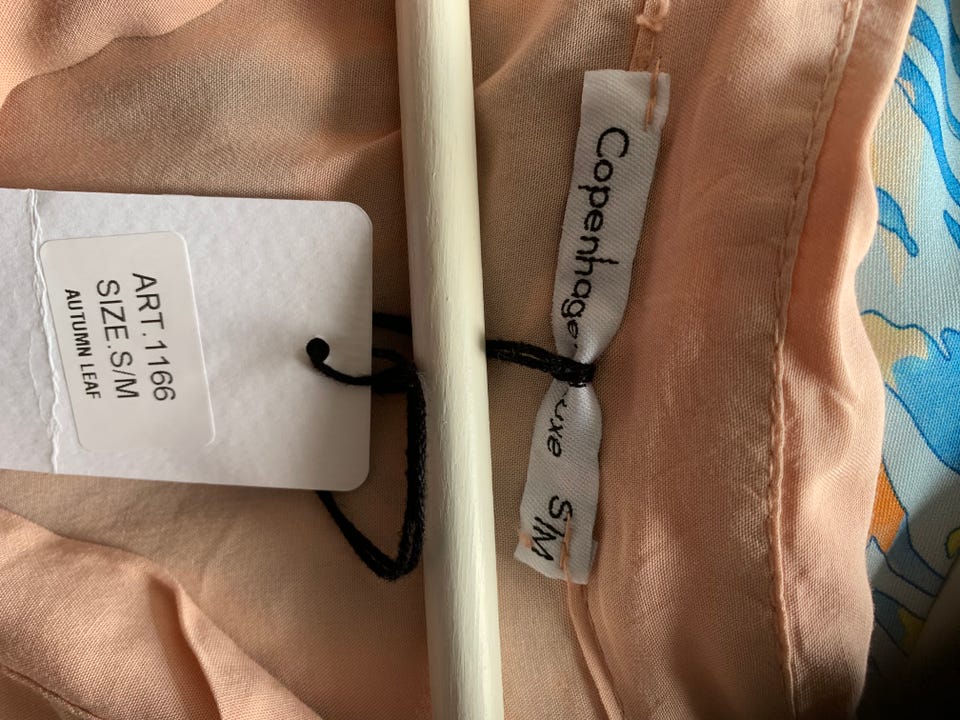 ART.1166
SIZE.S/M
AUTUMN LEAF
Copenhage uxe S/M